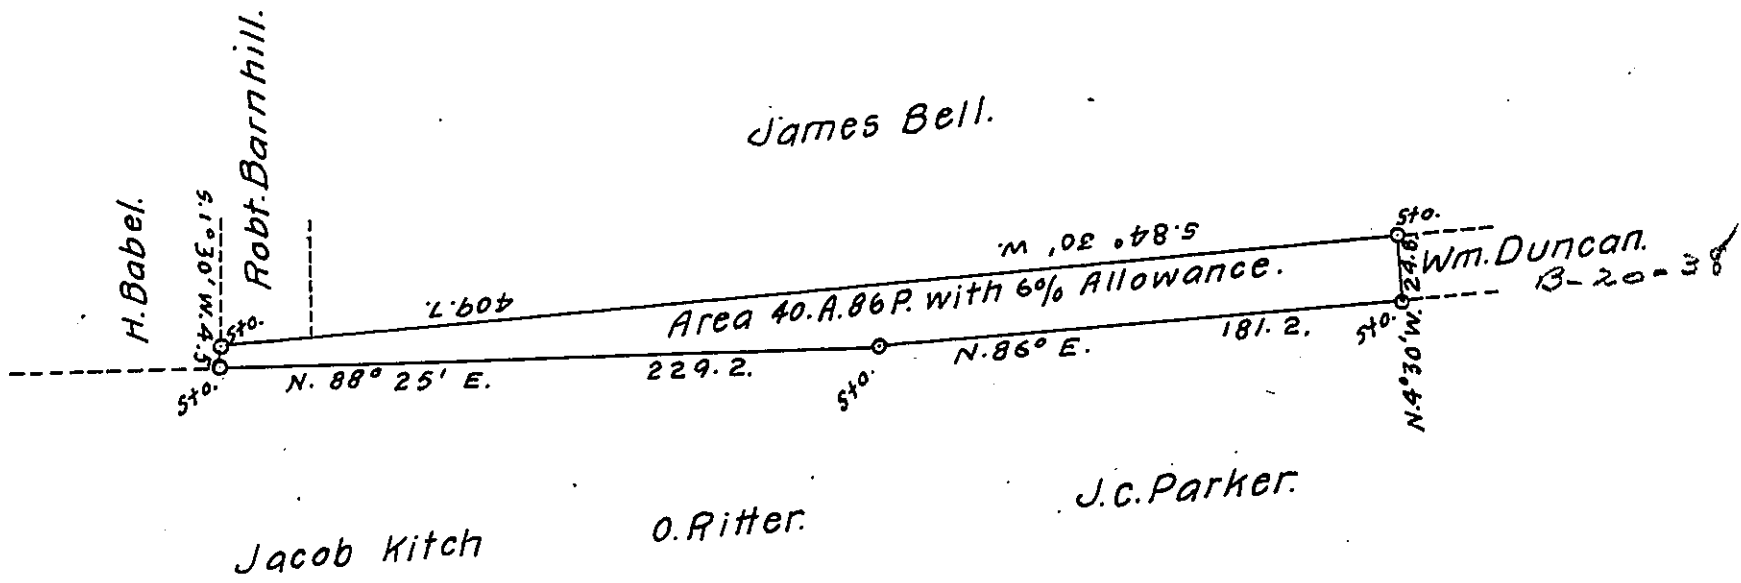 H. Babel.
S. 1° 30' W. 4.5
Robt. Barnhill.
James Bell.
Sto.
Sto.
409.7.
S. 84° 30' W.
Area 40. A. 86 P. with 6% Allowance.
Sto.
Wm. Duncan.
B-20-38
N. 4° 30' W. 24.8
Sto.
N. 88° 25' E.
229.2.
Sto.
N. 86° E.
181.2.
Jacob Kitch
O. Ritter.
J.C. Parker.